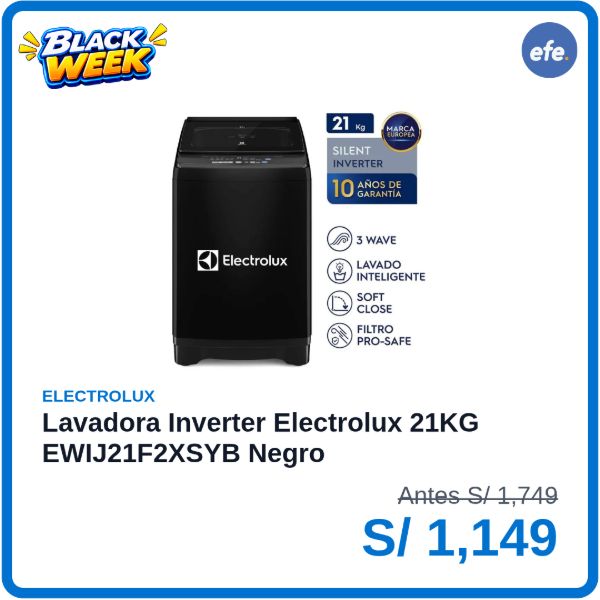 BLACK
WEEK
efe.
21 Kg
MARCA
EUROPEA
SILENT
INVERTER
10 AÑOS DE
GARANTÍA
Electrolux
3 WAVE
LAVADO
INTELIGENTE
SOFT
CLOSE
FILTRO
PRO-SAFE
ELECTROLUX
Lavadora Inverter Electrolux 21KG
EWIJ21F2XSYB Negro
Antes S/ 1,749
S/ 1,149